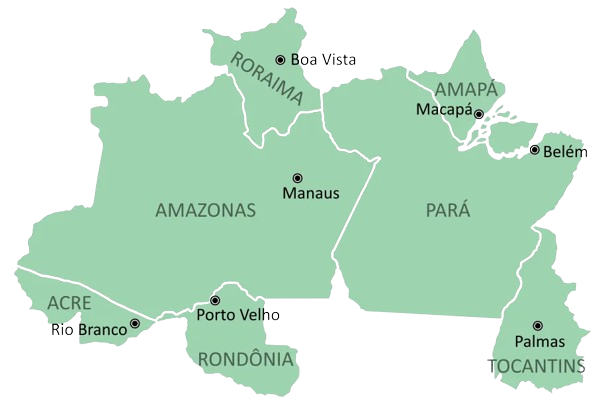 Boa Vista
RORAIMA
AMAPÁ
Macapá
Belém
Manaus
AMAZONAS
PARÁ
ACRE
Rio Branco
Porto Velho
RONDÔNIA
Palmas
TOCANTINS